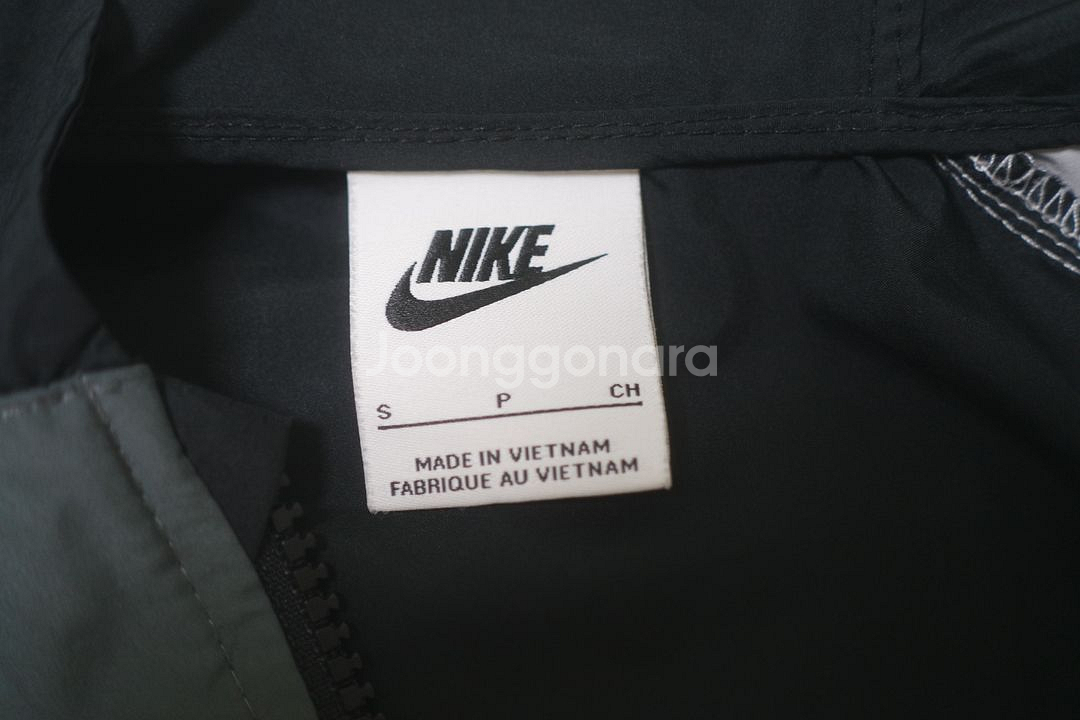 NIKE
Joonggonara
S P CH
MADE IN VIETNAM
FABRIQUE AU VIETNAM